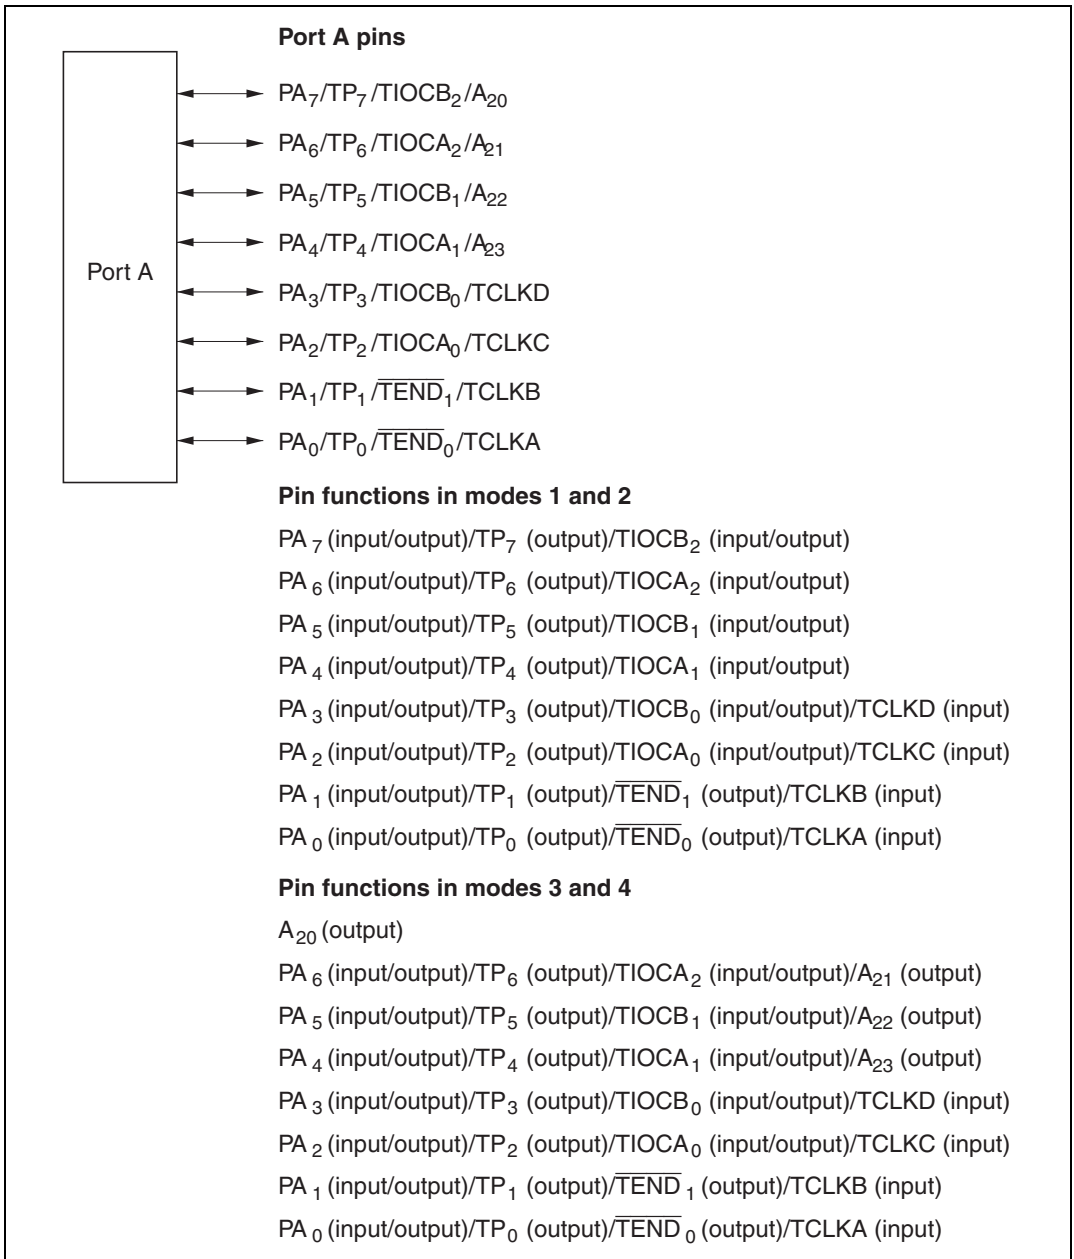 Port A pins
PA7/TP7/TIOCB2/A20
PA6/TP6/TIOCA2/A21
PA5/TP5/TIOCB1/A22
PA4/TP4/TIOCA1/A23
Port A
PA3/TP3/TIOCB0/TCLKD
PA2/TP2/TIOCA0/TCLKC
PA1/TP1/T̅E̅N̅D̅1/TCLKB
PA0/TP0/T̅E̅N̅D̅0/TCLKA
Pin functions in modes 1 and 2
PA7 (input/output)/TP7 (output)/TIOCB2 (input/output)
PA6 (input/output)/TP6 (output)/TIOCA2 (input/output)
PA5 (input/output)/TP5 (output)/TIOCB1 (input/output)
PA4 (input/output)/TP4 (output)/TIOCA1 (input/output)
PA3 (input/output)/TP3 (output)/TIOCB0 (input/output)/TCLKD (input)
PA2 (input/output)/TP2 (output)/TIOCA0 (input/output)/TCLKC (input)
PA1 (input/output)/TP1 (output)/T̅E̅N̅D̅1 (output)/TCLKB (input)
PA0 (input/output)/TP0 (output)/T̅E̅N̅D̅0 (output)/TCLKA (input)
Pin functions in modes 3 and 4
A20 (output)
PA6 (input/output)/TP6 (output)/TIOCA2 (input/output)/A21 (output)
PA5 (input/output)/TP5 (output)/TIOCB1 (input/output)/A22 (output)
PA4 (input/output)/TP4 (output)/TIOCA1 (input/output)/A23 (output)
PA3 (input/output)/TP3 (output)/TIOCB0 (input/output)/TCLKD (input)
PA2 (input/output)/TP2 (output)/TIOCA0 (input/output)/TCLKC (input)
PA1 (input/output)/TP1 (output)/T̅E̅N̅D̅1 (output)/TCLKB (input)
PA0 (input/output)/TP0 (output)/T̅E̅N̅D̅0 (output)/TCLKA (input)